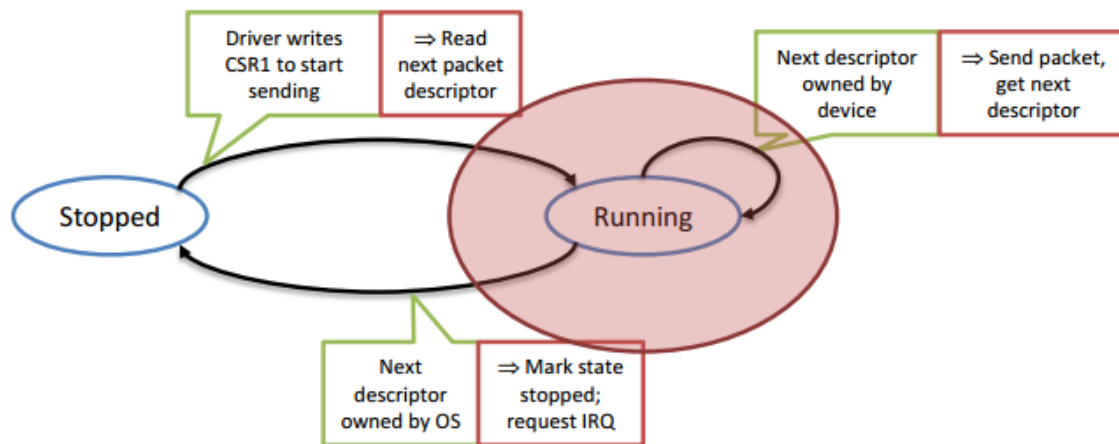 Driver writes
CSR1 to start
sending
⇒ Read
next packet
descriptor
Next descriptor
owned by
device
⇒ Send packet,
get next
descriptor
Stopped
Running
Next
descriptor
owned by OS
⇒ Mark state
stopped;
request IRQ